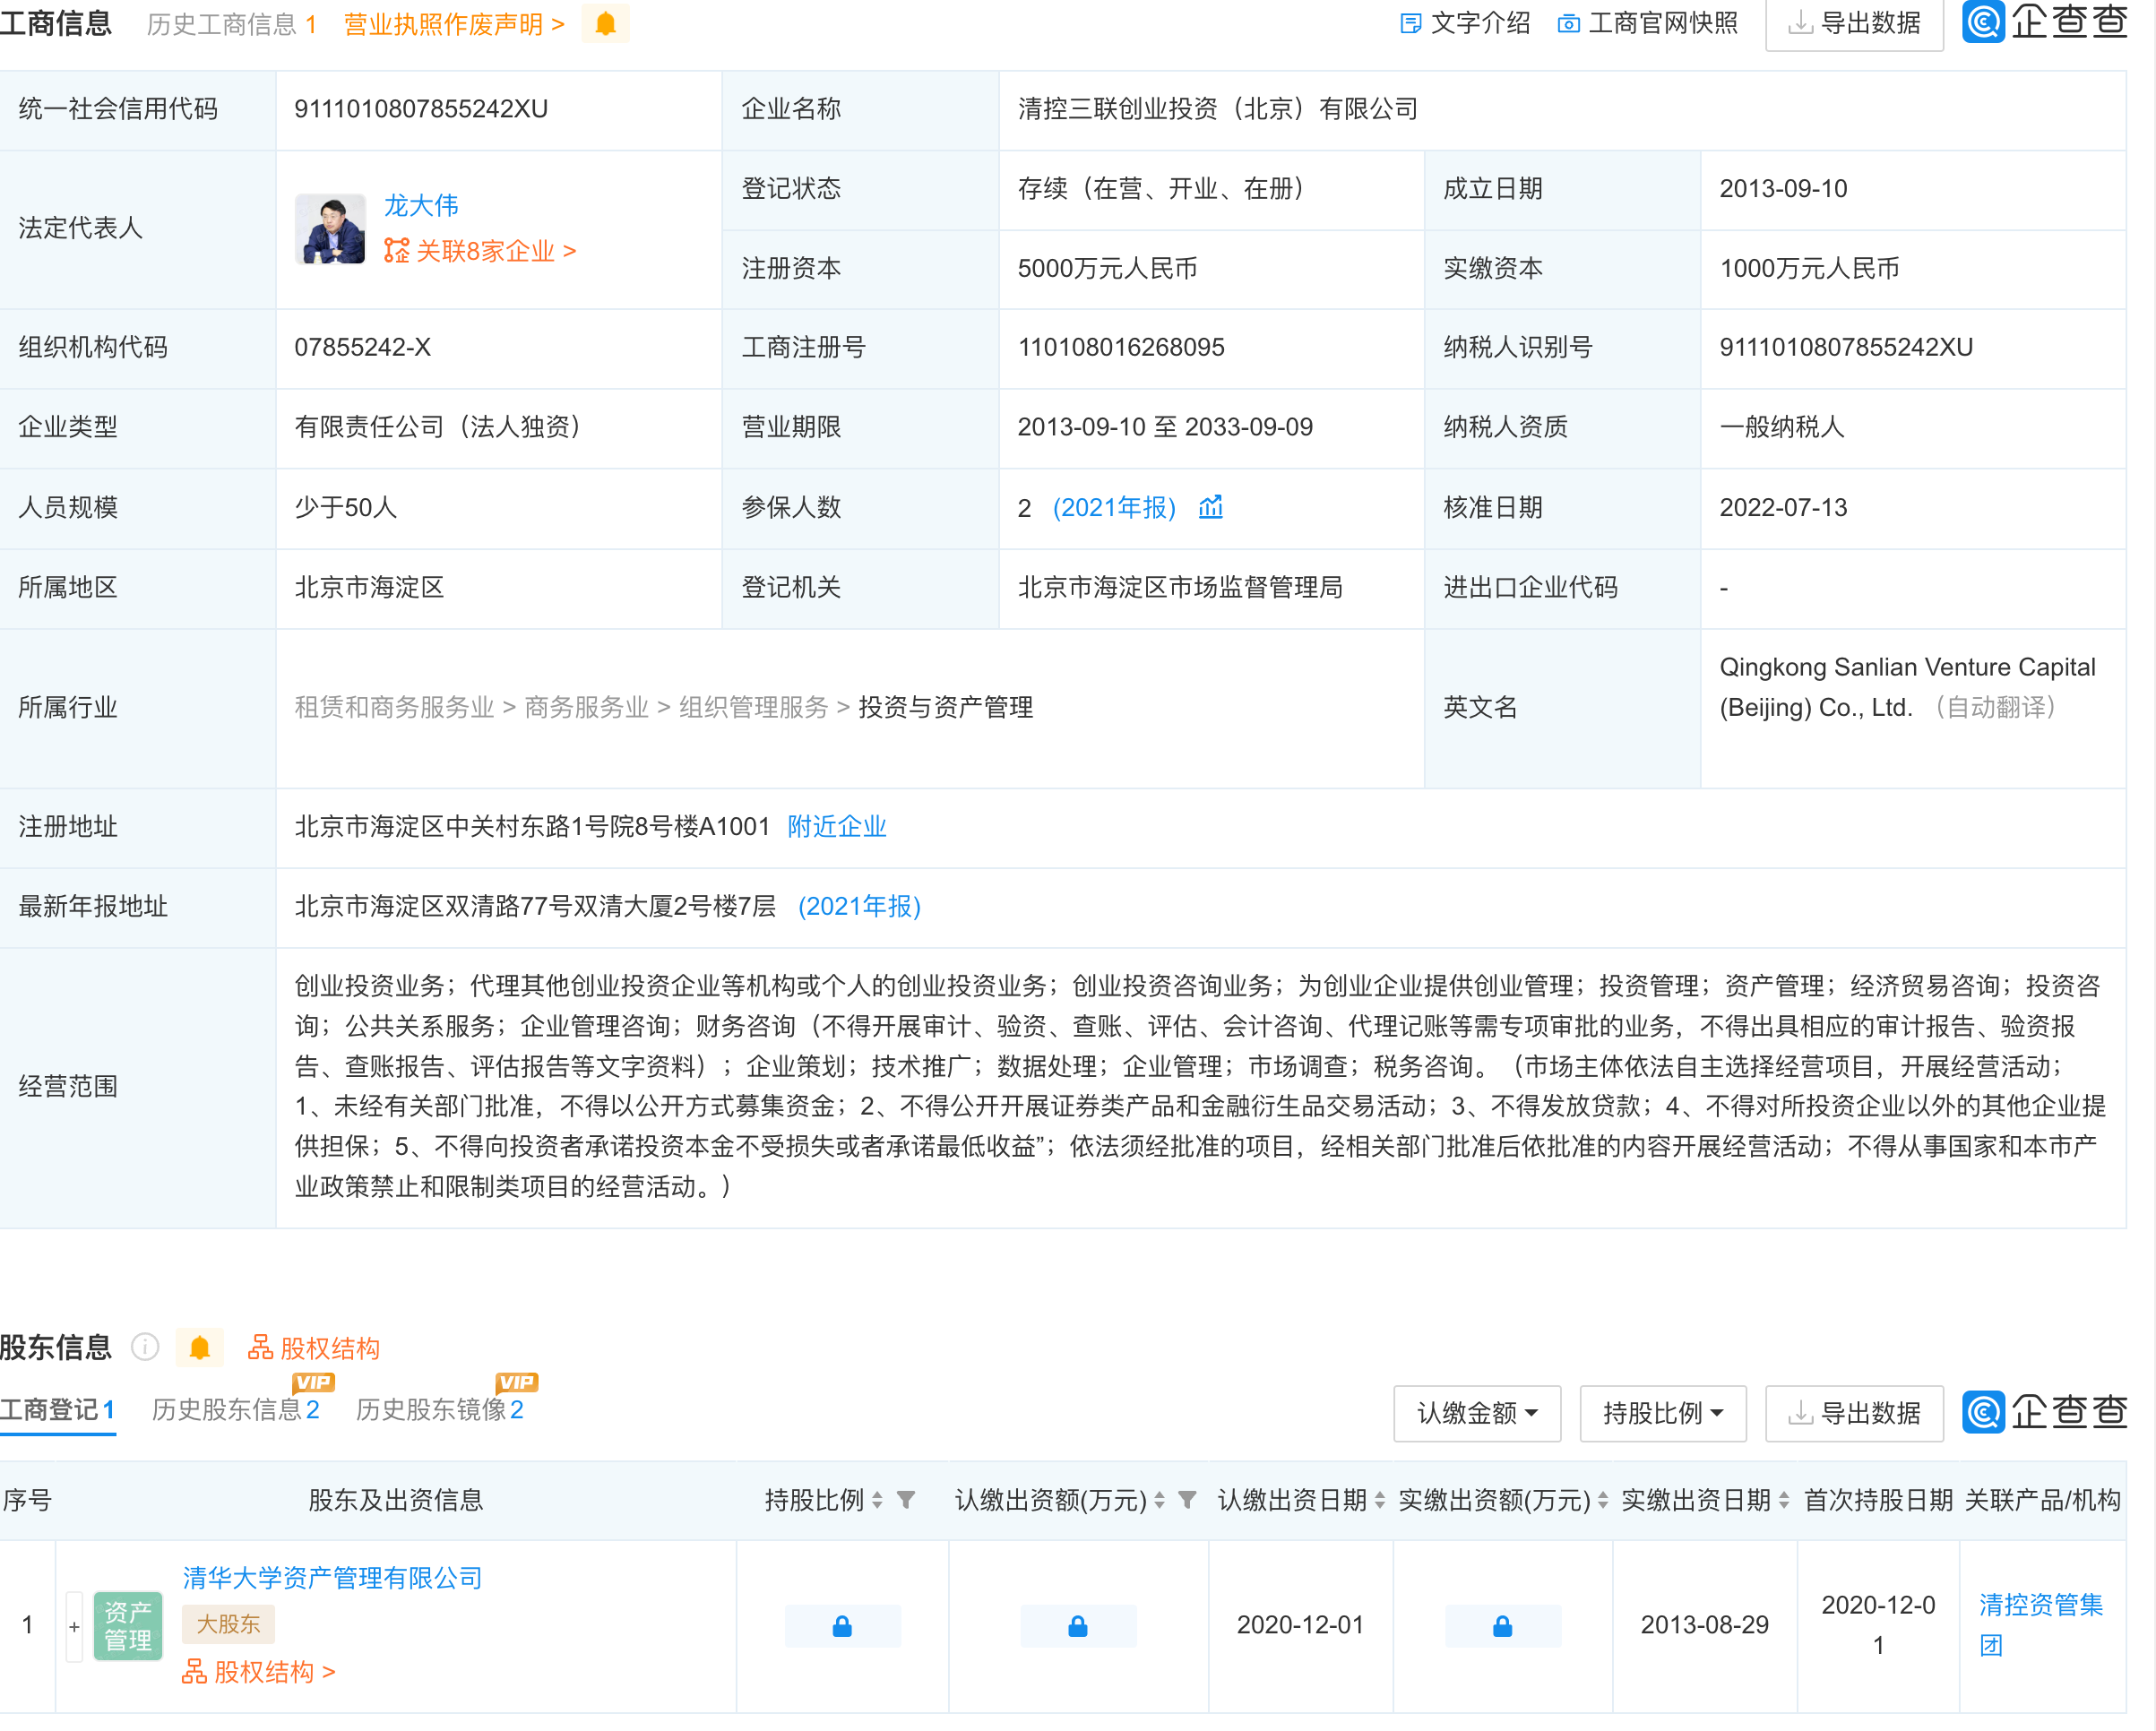 工商信息 历史工商信息 1 营业执照作废声明 > 文字介绍 工商官网快照 导出数据 企查查
统一社会信用代码 9111010807855242XU 企业名称 清控三联创业投资（北京）有限公司
法定代表人 龙大伟 关联8家企业 >
登记状态 存续（在营、开业、在册） 成立日期 2013-09-10
注册资本 5000万元人民币 实缴资本 1000万元人民币
组织机构代码 07855242-X 工商注册号 110108016268095 纳税人识别号 9111010807855242XU
企业类型 有限责任公司（法人独资） 营业期限 2013-09-10 至 2033-09-09 纳税人资质 一般纳税人
人员规模 少于50人 参保人数 2 (2021年报) 核准日期 2022-07-13
所属地区 北京市海淀区 登记机关 北京市海淀区市场监督管理局 进出口企业代码 -
所属行业 租赁和商务服务业 > 商务服务业 > 组织管理服务 > 投资与资产管理 英文名 Qingkong Sanlian Venture Capital
(Beijing) Co., Ltd. （自动翻译）
注册地址 北京市海淀区中关村东路1号院8号楼A1001 附近企业
最新年报地址 北京市海淀区双清路77号双清大厦2号楼7层 (2021年报)
经营范围
创业投资业务；代理其他创业投资企业等机构或个人的创业投资业务；创业投资咨询业务；为创业企业提供创业管理；投资管理；资产管理；经济贸易咨询；投资咨
询；公共关系服务；企业管理咨询；财务咨询（不得开展审计、验资、查账、评估、会计咨询、代理记账等需专项审批的业务，不得出具相应的审计报告、验资报
告、查账报告、评估报告等文字资料）；企业策划；技术推广；数据处理；企业管理；市场调查；税务咨询。（市场主体依法自主选择经营项目，开展经营活动；
1、未经有关部门批准，不得以公开方式募集资金；2、不得公开开展证券类产品和金融衍生品交易活动；3、不得发放贷款；4、不得对所投资企业以外的其他企业提
供担保；5、不得向投资者承诺投资本金不受损失或者承诺最低收益”；依法须经批准的项目，经相关部门批准后依批准的内容开展经营活动；不得从事国家和本市产
业政策禁止和限制类项目的经营活动。）
股东信息 股权结构
工商登记 1 历史股东信息 2 VIP 历史股东镜像 2 VIP 认缴金额 持股比例 导出数据 企查查
序号 股东及出资信息 持股比例 认缴出资额(万元) 认缴出资日期 实缴出资额(万元) 实缴出资日期 首次持股日期 关联产品/机构
1 + 资产
管理 清华大学资产管理有限公司
大股东
股权结构 >
2020-12-01 2013-08-29 2020-12-0
1
清控资管集
团